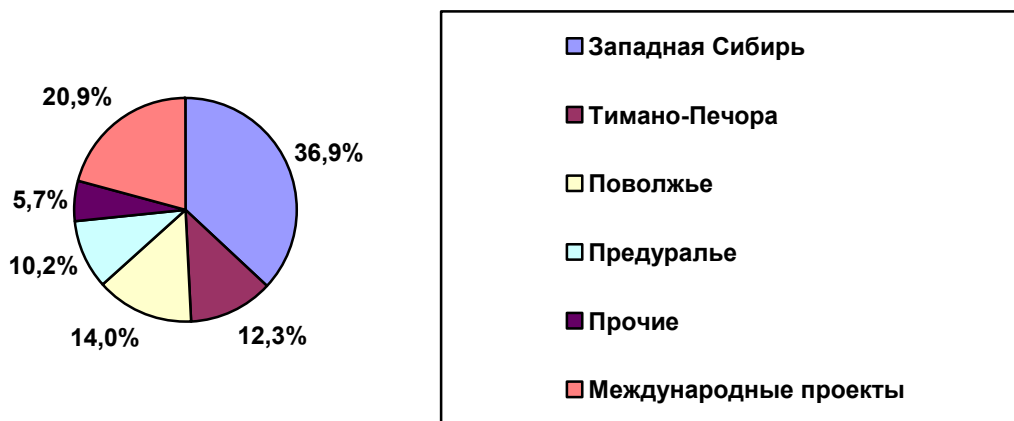 20,9%
36,9%
5,7%
10,2%
14,0%
12,3%
Западная Сибирь
Тимано-Печора
Поволжье
Предуралье
Прочие
Международные проекты